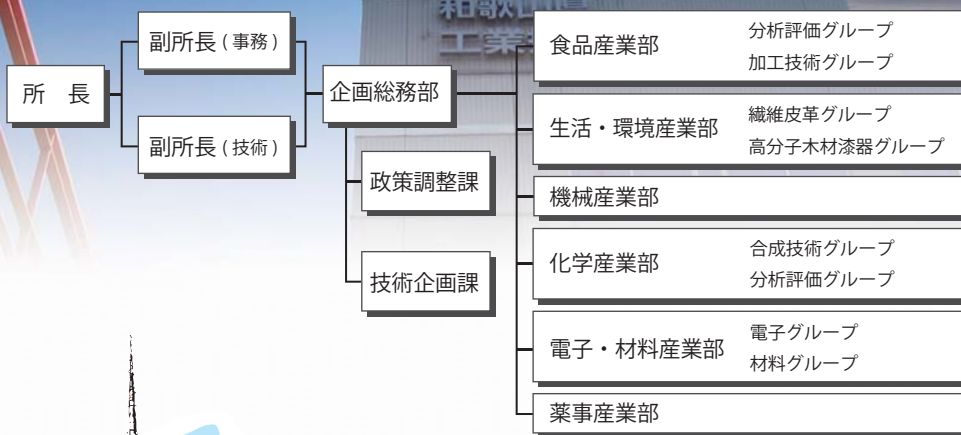 和歌山県
工業
所　長
副所長 ( 事務 )
副所長 ( 技術 )
企画総務部
政策調整課
技術企画課
食品産業部
分析評価グループ
加工技術グループ
生活・環境産業部
繊維皮革グループ
高分子木材漆器グループ
機械産業部
化学産業部
合成技術グループ
分析評価グループ
電子・材料産業部
電子グループ
材料グループ
薬事産業部